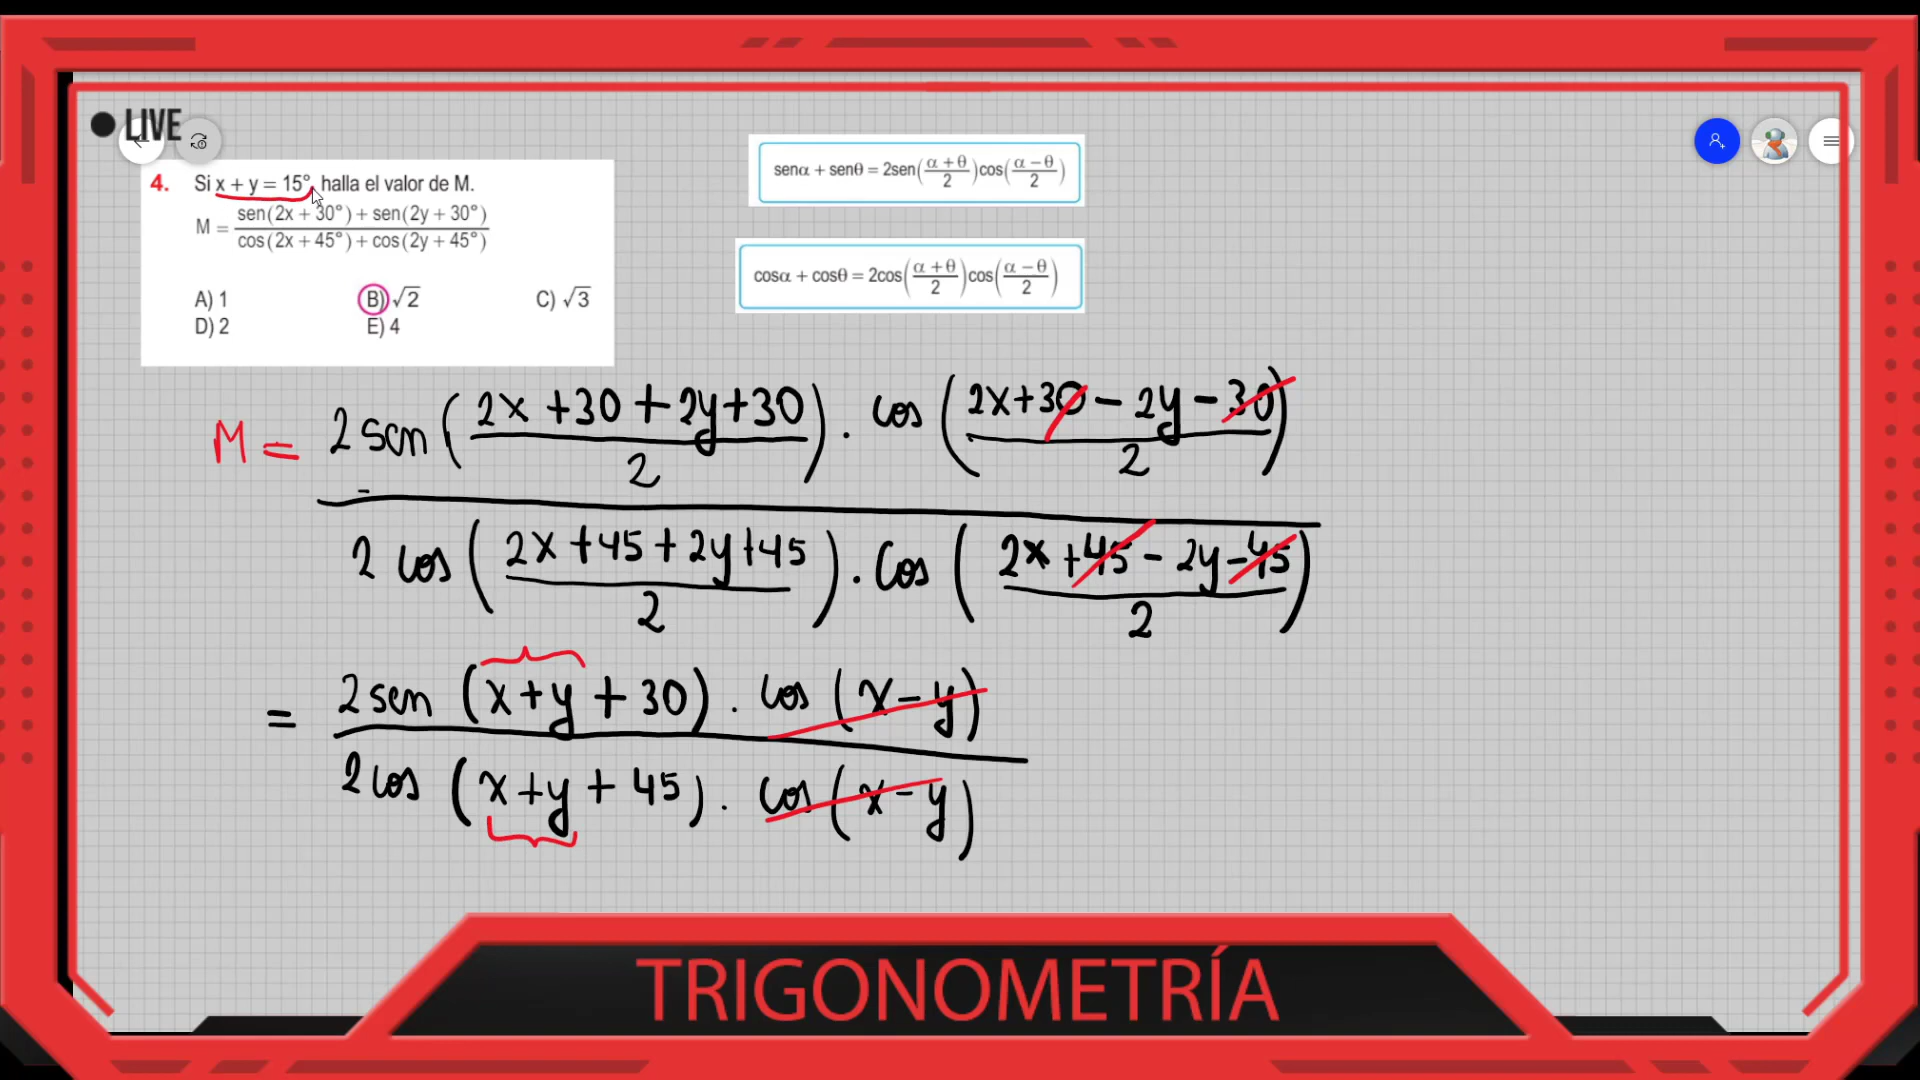 LIVE
4. Si x + y = 15°, halla el valor de M.
M = sen(2x + 30°) + sen(2y + 30°) / cos(2x + 45°) + cos(2y + 45°)
A) 1 B) √2 C) √3
D) 2 E) 4
senα + senθ = 2sen((α + θ)/2)cos((α − θ)/2)
cosα + cosθ = 2cos((α + θ)/2)cos((α − θ)/2)
M = 2 sen ((2x + 30 + 2y + 30)/2) . cos ((2x + 30 − 2y − 30)/2)
2 cos ((2x + 45 + 2y + 45)/2) . Cos ((2x + 45 − 2y − 45)/2)
= 2 sen (x + y + 30) . cos (x − y)
2 cos (x + y + 45) . cos (x − y)
TRIGONOMETRÍA